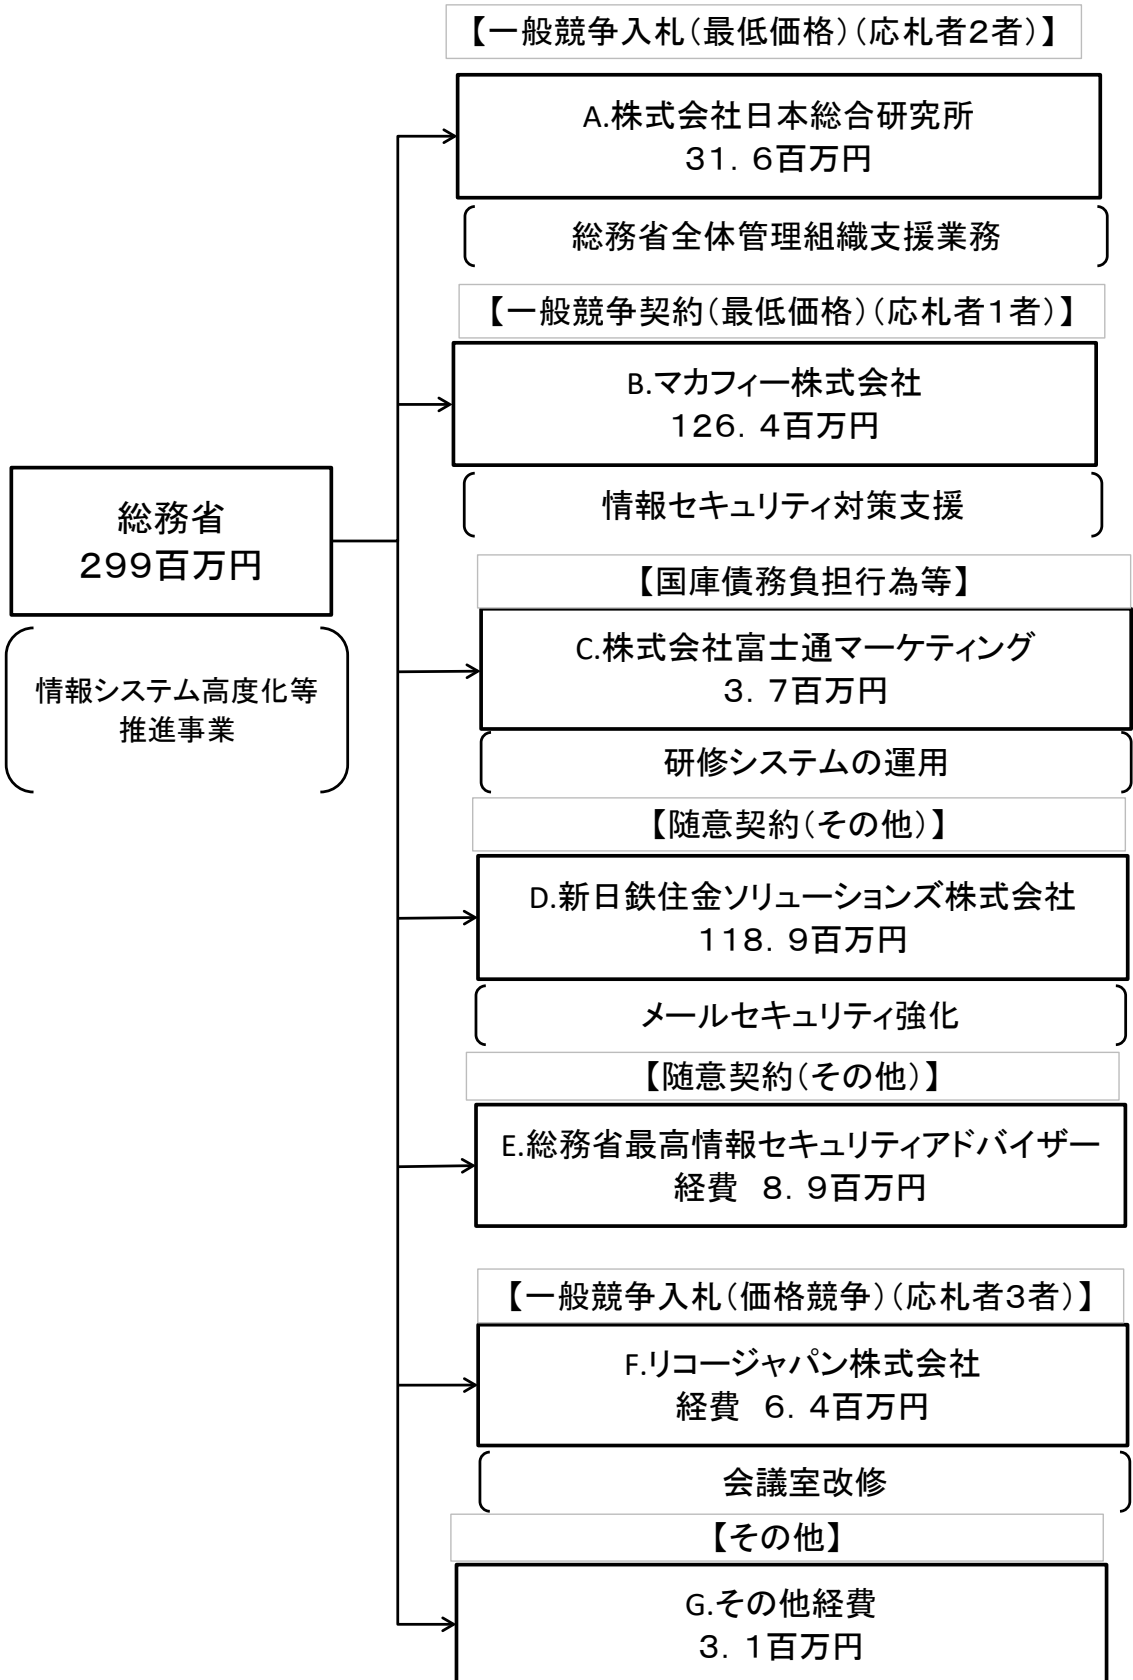 【一般競争入札(最低価格)(応札者2者)】
A.株式会社日本総合研究所
31.6百万円
総務省全体管理組織支援業務
【一般競争契約(最低価格)(応札者1者)】
B.マカフィー株式会社
126.4百万円
情報セキュリティ対策支援
総務省
299百万円
情報システム高度化等
推進事業
【国庫債務負担行為等】
C.株式会社富士通マーケティング
3.7百万円
研修システムの運用
【随意契約(その他)】
D.新日鉄住金ソリューションズ株式会社
118.9百万円
メールセキュリティ強化
【随意契約(その他)】
E.総務省最高情報セキュリティアドバイザー
経費 8.9百万円
【一般競争入札(価格競争)(応札者3者)】
F.リコージャパン株式会社
経費 6.4百万円
会議室改修
【その他】
G.その他経費
3.1百万円